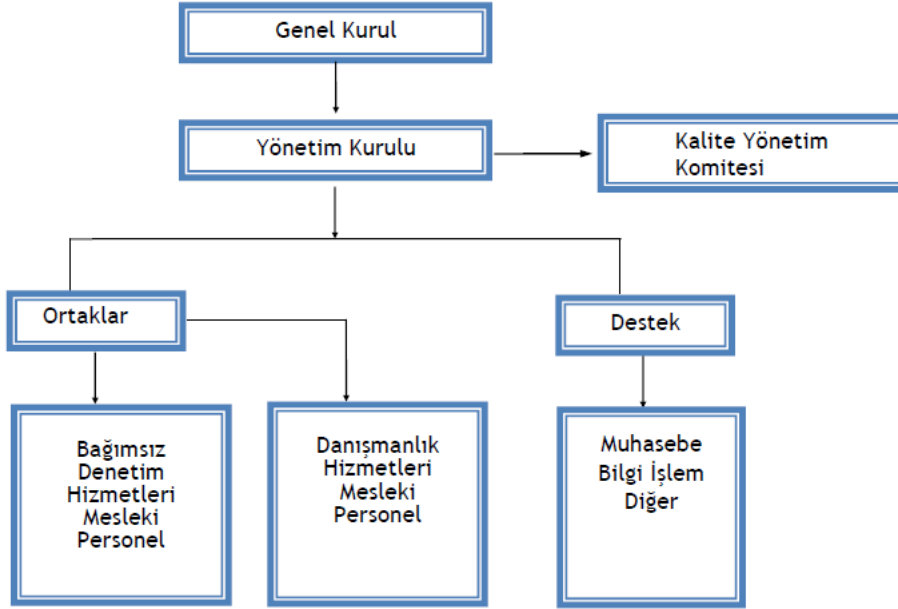 Genel Kurul
Yönetim Kurulu
Kalite Yönetim
Komitesi
Ortaklar
Destek
Bağımsız
Denetim
Hizmetleri
Mesleki
Personel
Danışmanlık
Hizmetleri
Mesleki
Personel
Muhasebe
Bilgi İşlem
Diğer